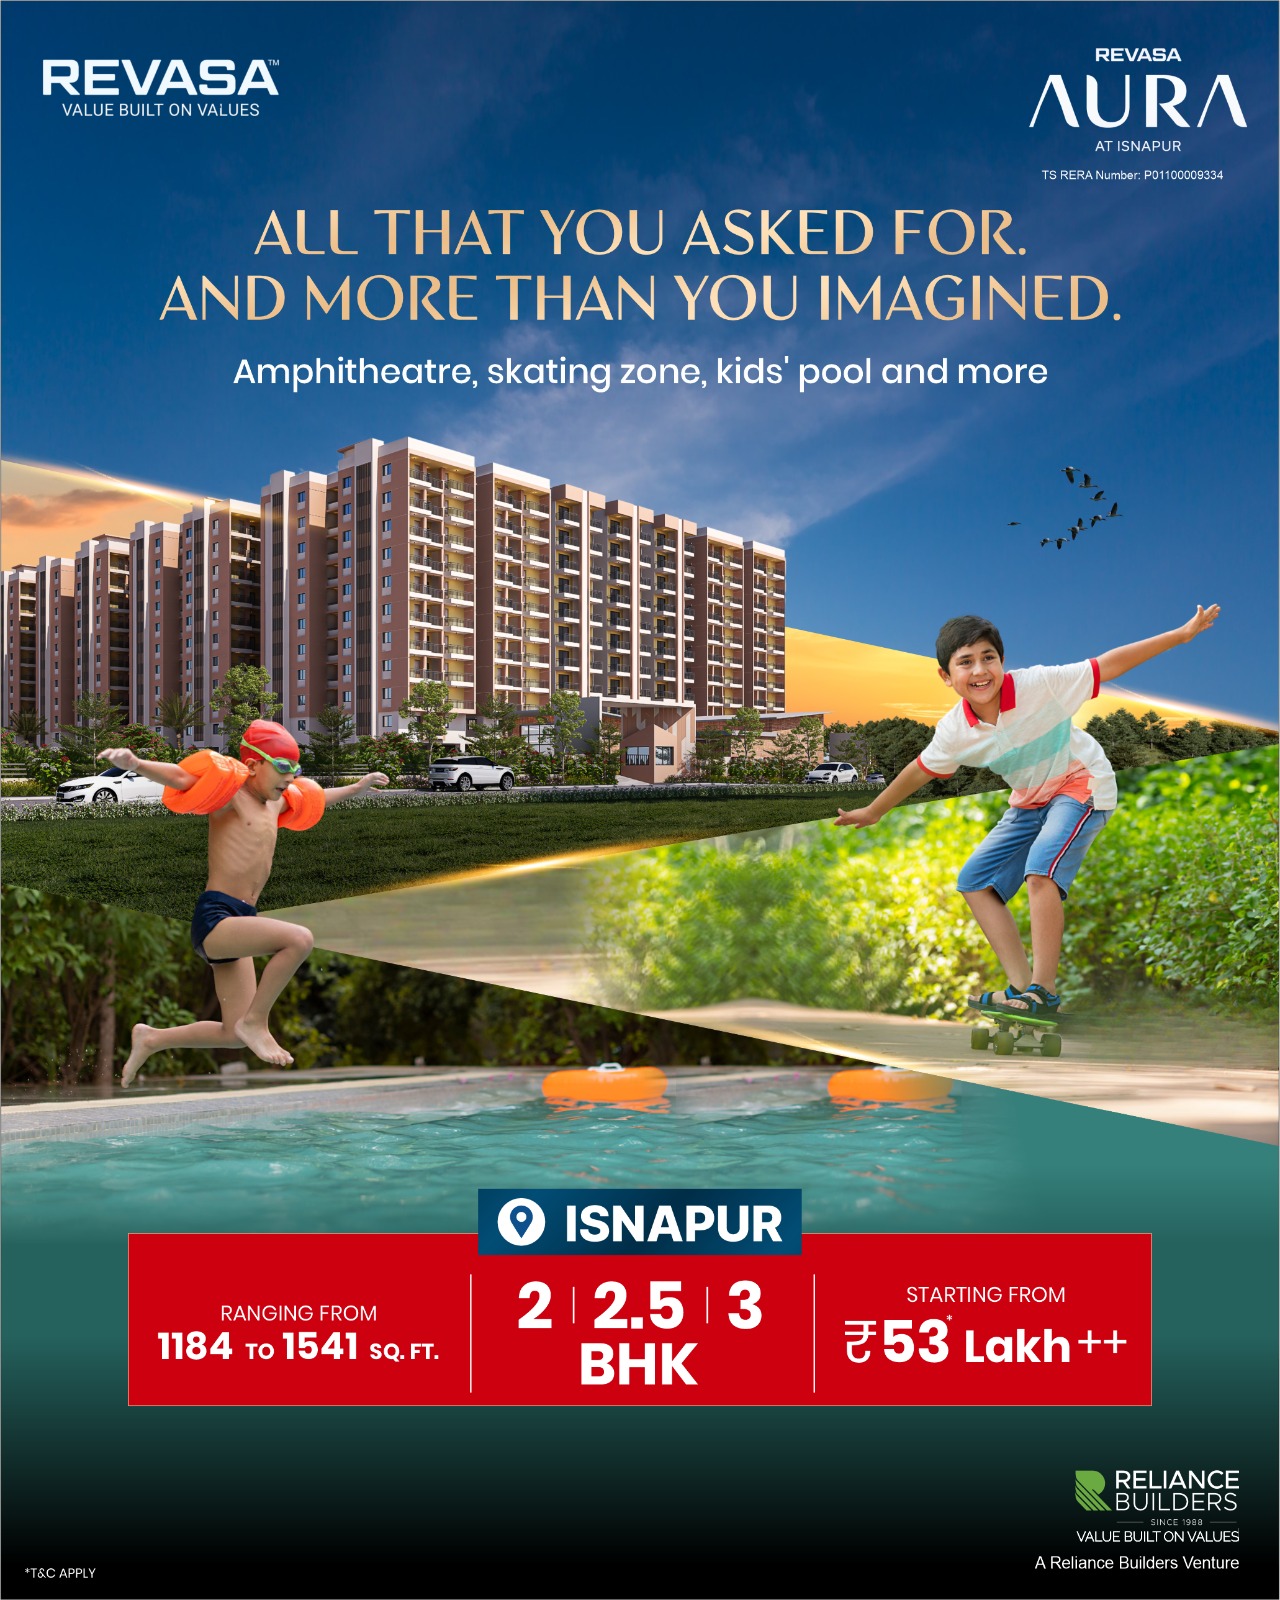 REVASA™
VALUE BUILT ON VALUES
REVASA
AURA
AT ISNAPUR
TS RERA Number: P01100009334
ALL THAT YOU ASKED FOR.
AND MORE THAN YOU IMAGINED.
Amphitheatre, skating zone, kids' pool and more
ISNAPUR
RANGING FROM
1184 TO 1541 SQ. FT.
2 | 2.5 | 3
BHK
STARTING FROM
₹53* Lakh++
RELIANCE
BUILDERS
SINCE 1988
VALUE BUILT ON VALUES
A Reliance Builders Venture
*T&C APPLY